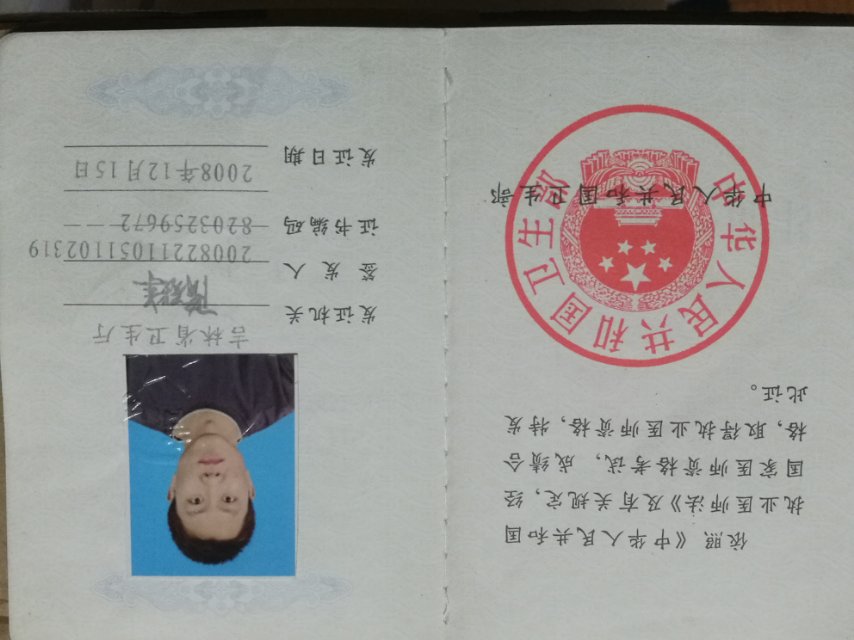 依照《中华人民共和国
执业医师法》及有关规定，经
国家医师资格考试，成绩合
格，取得执业医师资格，特发
此证。
中华人民共和国卫生部
中华人民共和国卫生部
吉林省卫生厅
发证机关
签发人
20082211051102319
证书编码 8203259672
发证日期 2008年12月15日